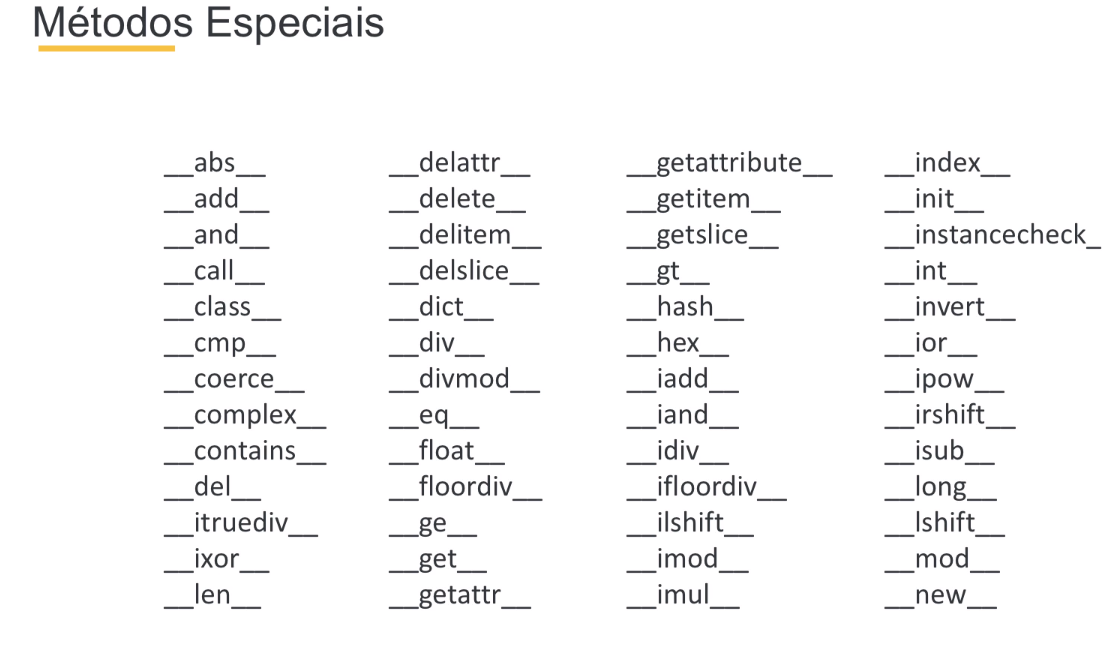 Métodos Especiais
__abs__
__add__
__and__
__call__
__class__
__cmp__
__coerce__
__complex__
__contains__
__del__
__itruediv__
__ixor__
__len__
__delattr__
__delete__
__delitem__
__delslice__
__dict__
__div__
__divmod__
__eq__
__float__
__floordiv__
__ge__
__get__
__getattr__
__getattribute__
__getitem__
__getslice__
__gt__
__hash__
__hex__
__iadd__
__iand__
__idiv__
__ifloordiv__
__ilshift__
__imod__
__imul__
__index__
__init__
__instancecheck_
__int__
__invert__
__ior__
__ipow__
__irshift__
__isub__
__long__
__lshift__
__mod__
__new__